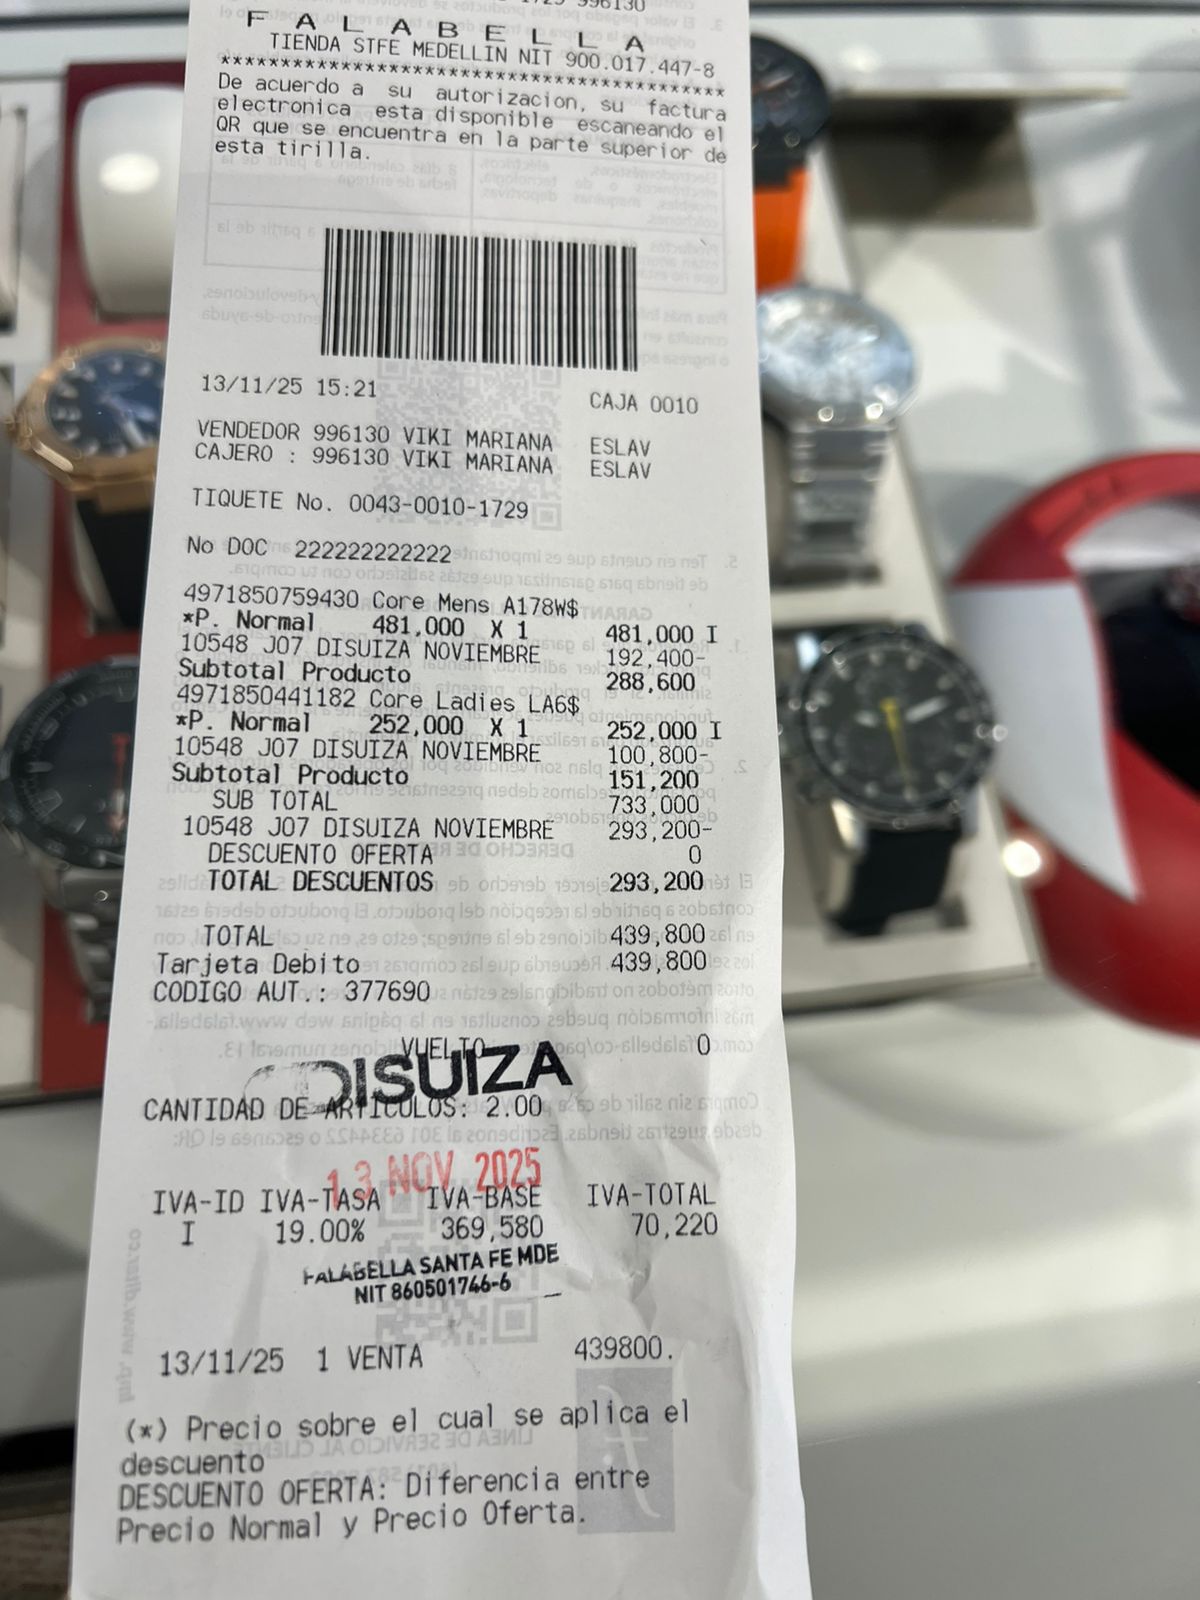 F A L A B E L L A
TIENDA STFE MEDELLIN NIT 900.017.447-8
******************************************
De acuerdo a su autorizacion, su factura
electronica esta disponible escaneando el
QR que se encuentra en la parte superior de
esta tirilla.
13/11/25 15:21 CAJA 0010
VENDEDOR 996130 VIKI MARIANA ESLAV
CAJERO : 996130 VIKI MARIANA ESLAV
TIQUETE No. 0043-0010-1729
No DOC 222222222222
4971850759430 Core Mens A178W$
*P. Normal 481,000 X 1 481,000 I
10548 J07 DISUIZA NOVIEMBRE 192,400-
Subtotal Producto 288,600
4971850441182 Core Ladies LA6$
*P. Normal 252,000 X 1 252,000 I
10548 J07 DISUIZA NOVIEMBRE 100,800-
Subtotal Producto 151,200
SUB TOTAL 733,000
10548 J07 DISUIZA NOVIEMBRE 293,200-
DESCUENTO OFERTA 0
TOTAL DESCUENTOS 293,200
TOTAL 439,800
Tarjeta Debito 439,800
CODIGO AUT.: 377690
VUELTO 0
DISUIZA
CANTIDAD DE ARTICULOS: 2.00
13 NOV 2025
IVA-ID IVA-TASA IVA-BASE IVA-TOTAL
I 19.00% 369,580 70,220
FALABELLA SANTA FE MDE
NIT 860501746-6
13/11/25 1 VENTA 439800.
(*) Precio sobre el cual se aplica el
descuento
DESCUENTO OFERTA: Diferencia entre
Precio Normal y Precio Oferta.